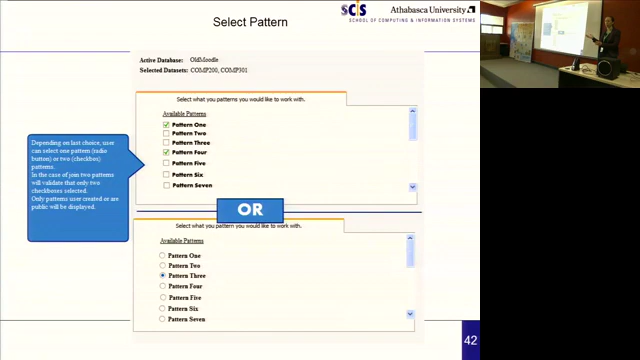 Select Pattern
SCIS
Athabasca University
SCHOOL OF COMPUTING & INFORMATION SYSTEMS
Active Database: OldMoodle
Selected Datasets: COMP200, COMP301
Select what you patterns you would like to work with.
Available Patterns
Pattern One
Pattern Two
Pattern Three
Pattern Four
Pattern Five
Pattern Six
Pattern Seven
Depending on last choice, user
can select one pattern (radio
button) or two (checkbox)
patterns.
In the case of join two patterns
will validate that only two
checkboxes selected.
Only patterns user created or are
public will be displayed.
OR
Select what you pattern you would like to work with.
Available Patterns
Pattern One
Pattern Two
Pattern Three
Pattern Four
Pattern Five
Pattern Six
Pattern Seven
42